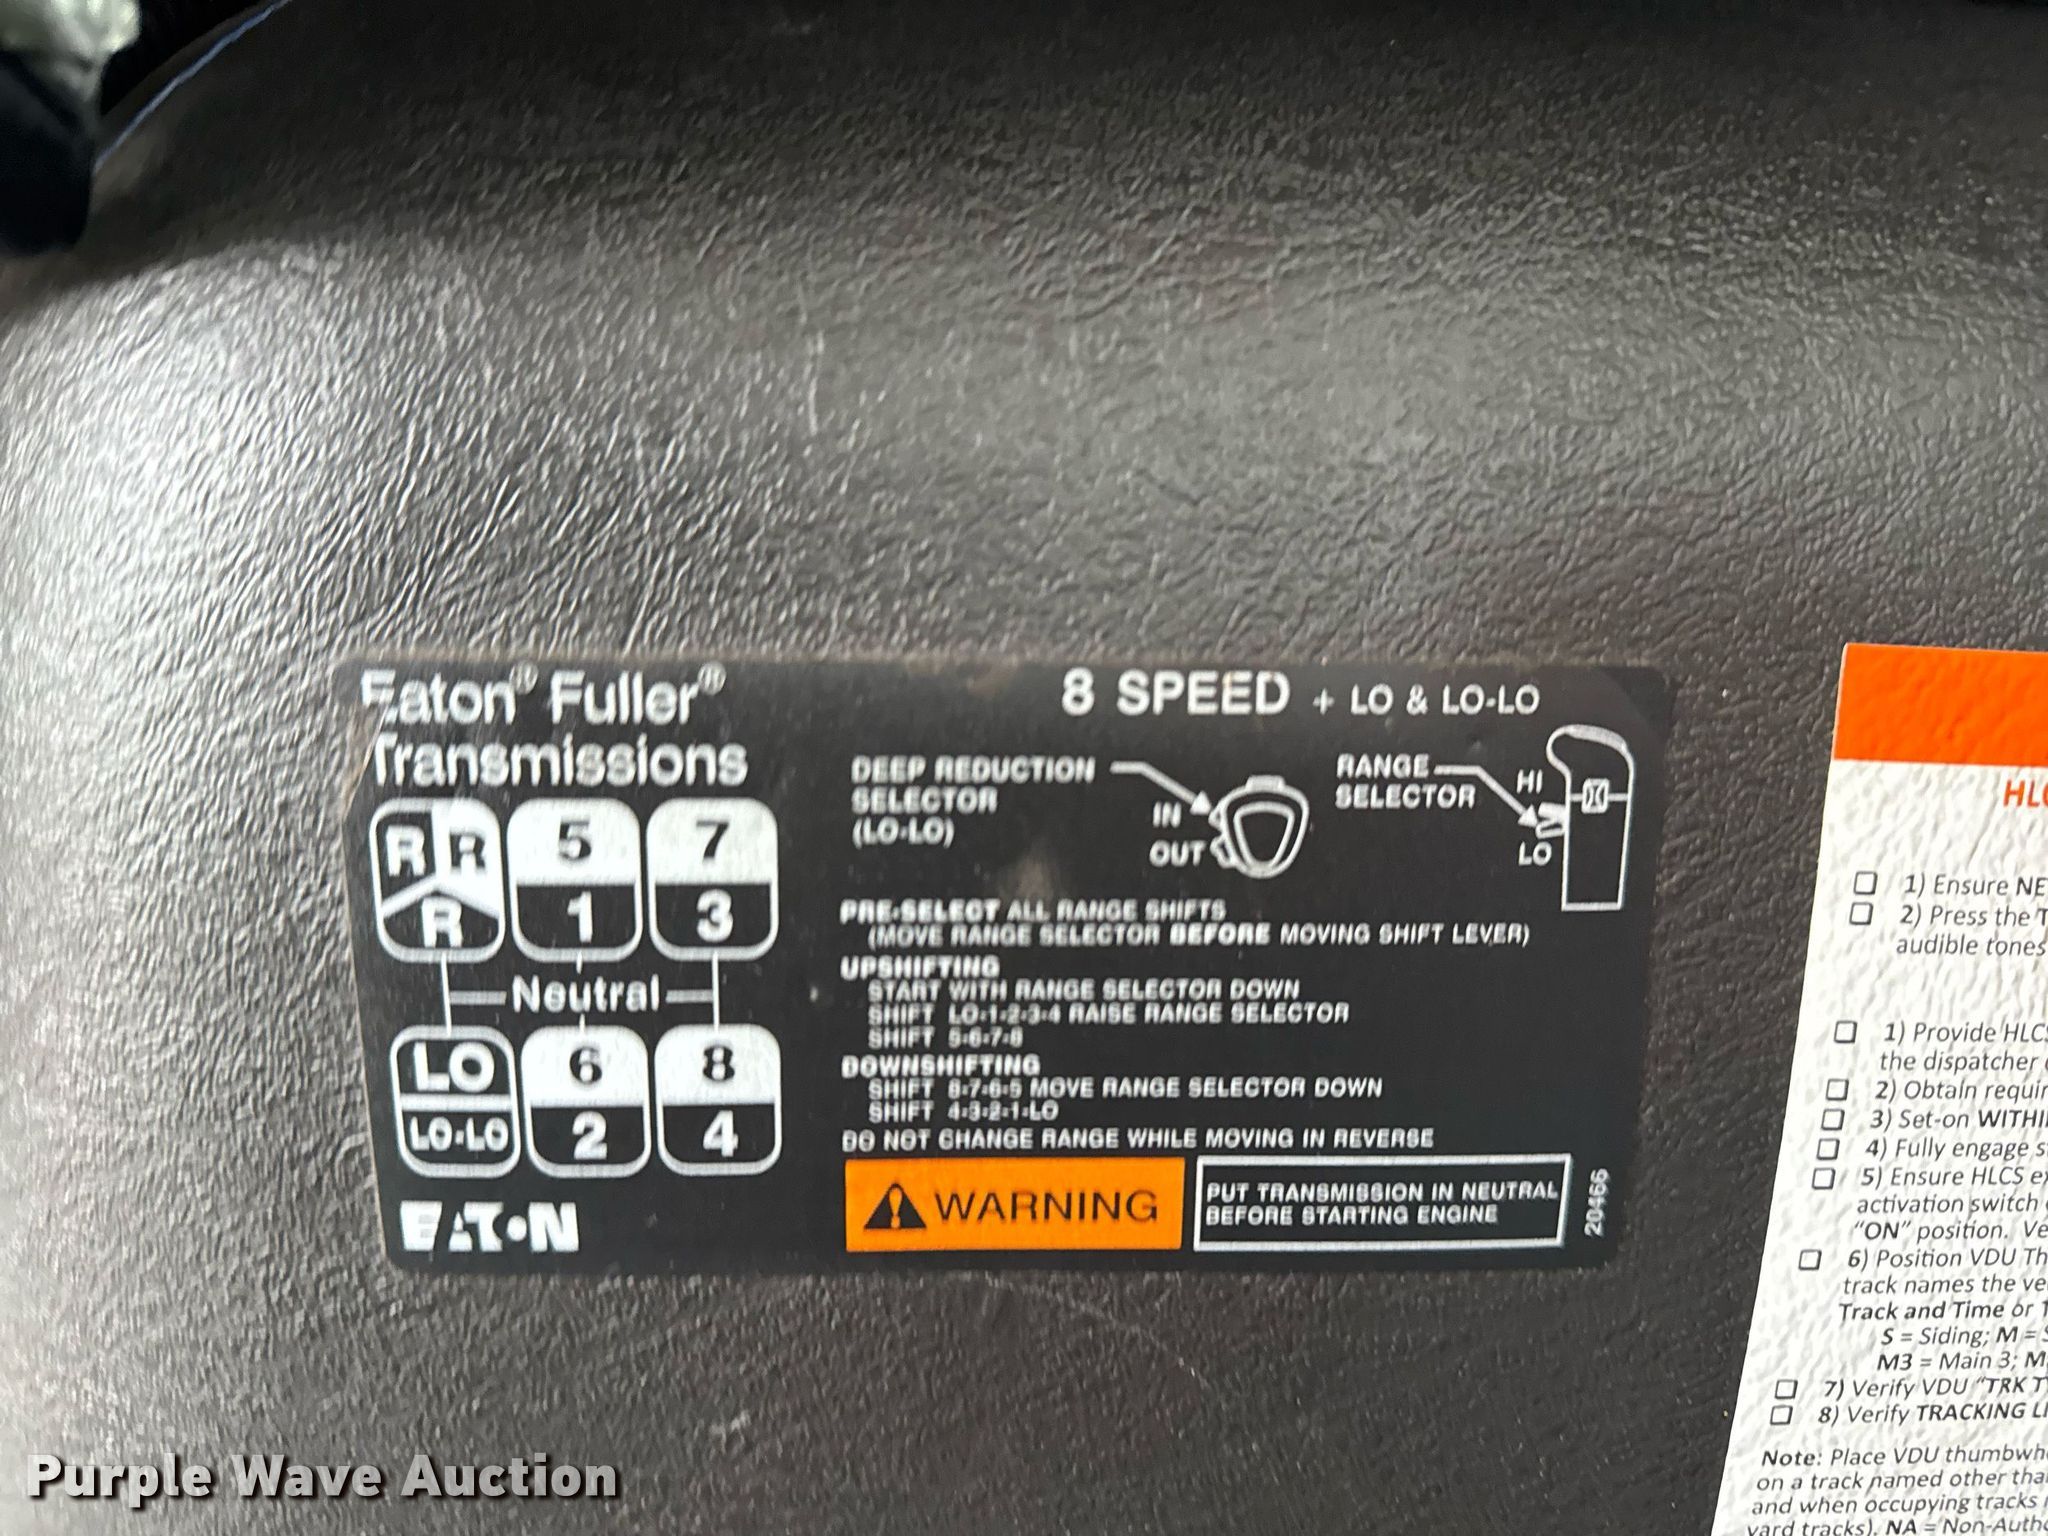 Eaton® Fuller®
Transmissions
8 SPEED + LO & LO-LO
DEEP REDUCTION
SELECTOR
(LO-LO)
IN
OUT
RANGE
SELECTOR
HI
LO
R R 5 7
R 1 3
Neutral
LO 6 8
LO-LO 2 4
EATON
PRE-SELECT ALL RANGE SHIFTS
(MOVE RANGE SELECTOR BEFORE MOVING SHIFT LEVER)
UPSHIFTING
START WITH RANGE SELECTOR DOWN
SHIFT LO-1-2-3-4 RAISE RANGE SELECTOR
SHIFT 5-6-7-8
DOWNSHIFTING
SHIFT 8-7-6-5 MOVE RANGE SELECTOR DOWN
SHIFT 4-3-2-1-LO
DO NOT CHANGE RANGE WHILE MOVING IN REVERSE
WARNING
PUT TRANSMISSION IN NEUTRAL
BEFORE STARTING ENGINE
20466
1) Ensure
2) Press the
audible tones
1) Provide
the dispatcher
2) Obtain
3) Set-on
4) Fully engage
5) Ensure HLCS
activation switch
"ON" position.
6) Position VDU
track names the
Track and Time or
S = Siding; M =
M3 = Main 3;
7) Verify VDU "TRK
8) Verify TRACKING
Note: Place VDU
on a track named other
and when occupying tracks
yard tracks). NA =
Purple Wave Auction